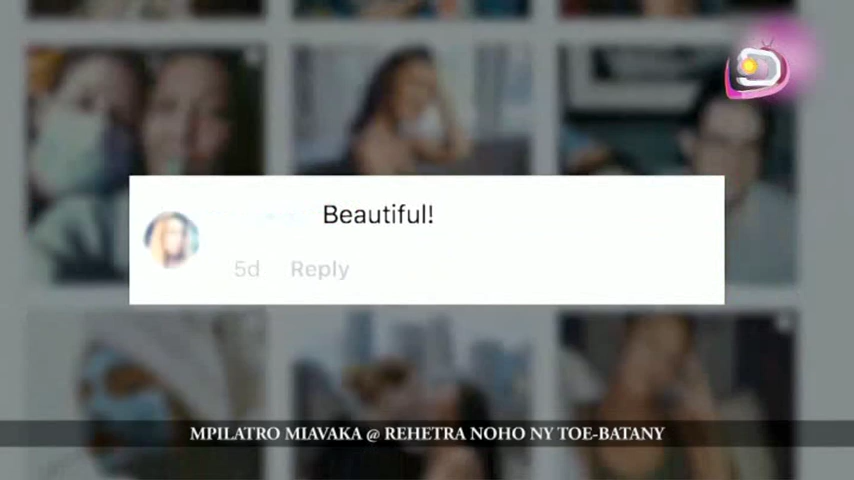 Beautiful!
5d Reply
MPILATRO MIAVAKA @ REHETRA NOHO NY TOE-BATANY